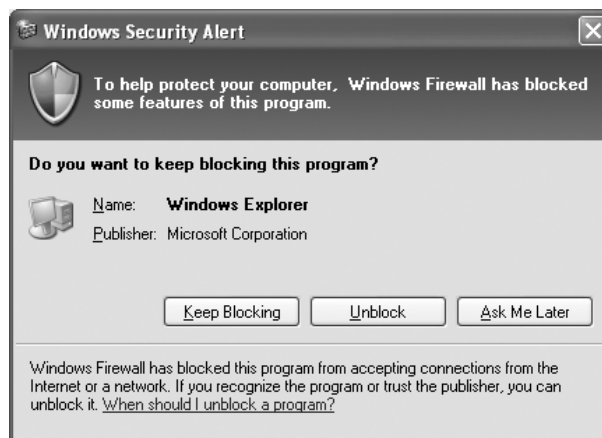 Windows Security Alert
To help protect your computer, Windows Firewall has blocked
some features of this program.
Do you want to keep blocking this program?
Name: Windows Explorer
Publisher: Microsoft Corporation
Keep Blocking Unblock Ask Me Later
Windows Firewall has blocked this program from accepting connections from the
Internet or a network. If you recognize the program or trust the publisher, you can
unblock it. When should I unblock a program?